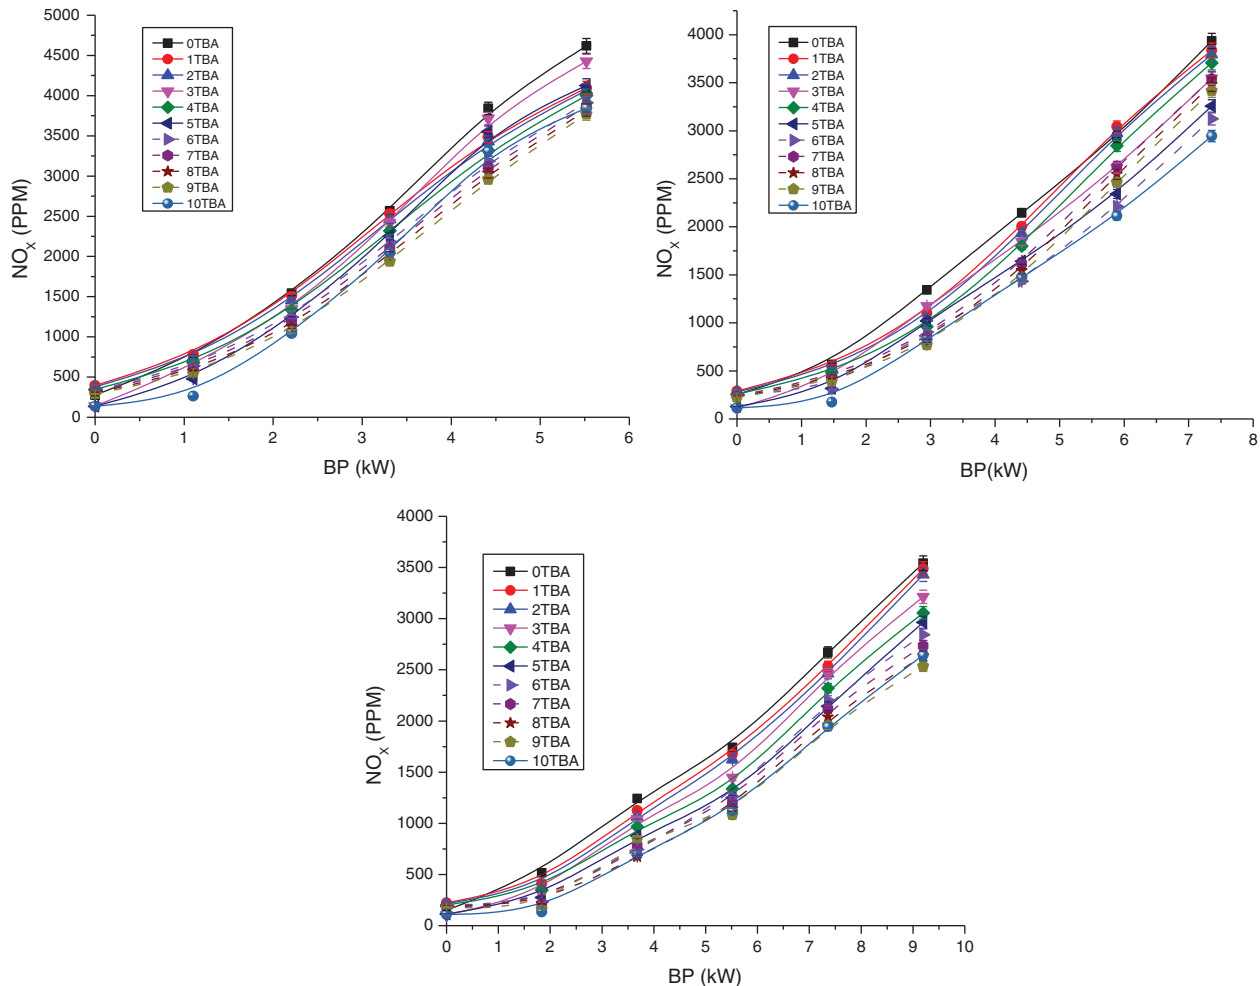 5000
4500
4000
3500
3000
2500
2000
1500
1000
500
0
NOX (PPM)
0TBA
1TBA
2TBA
3TBA
4TBA
5TBA
6TBA
7TBA
8TBA
9TBA
10TBA
0 1 2 3 4 5 6
BP (kW)
4000
3500
3000
2500
2000
1500
1000
500
0
NOX (PPM)
0TBA
1TBA
2TBA
3TBA
4TBA
5TBA
6TBA
7TBA
8TBA
9TBA
10TBA
0 1 2 3 4 5 6 7 8
BP(kW)
4000
3500
3000
2500
2000
1500
1000
500
0
NOX (PPM)
0TBA
1TBA
2TBA
3TBA
4TBA
5TBA
6TBA
7TBA
8TBA
9TBA
10TBA
0 1 2 3 4 5 6 7 8 9 10
BP (kW)